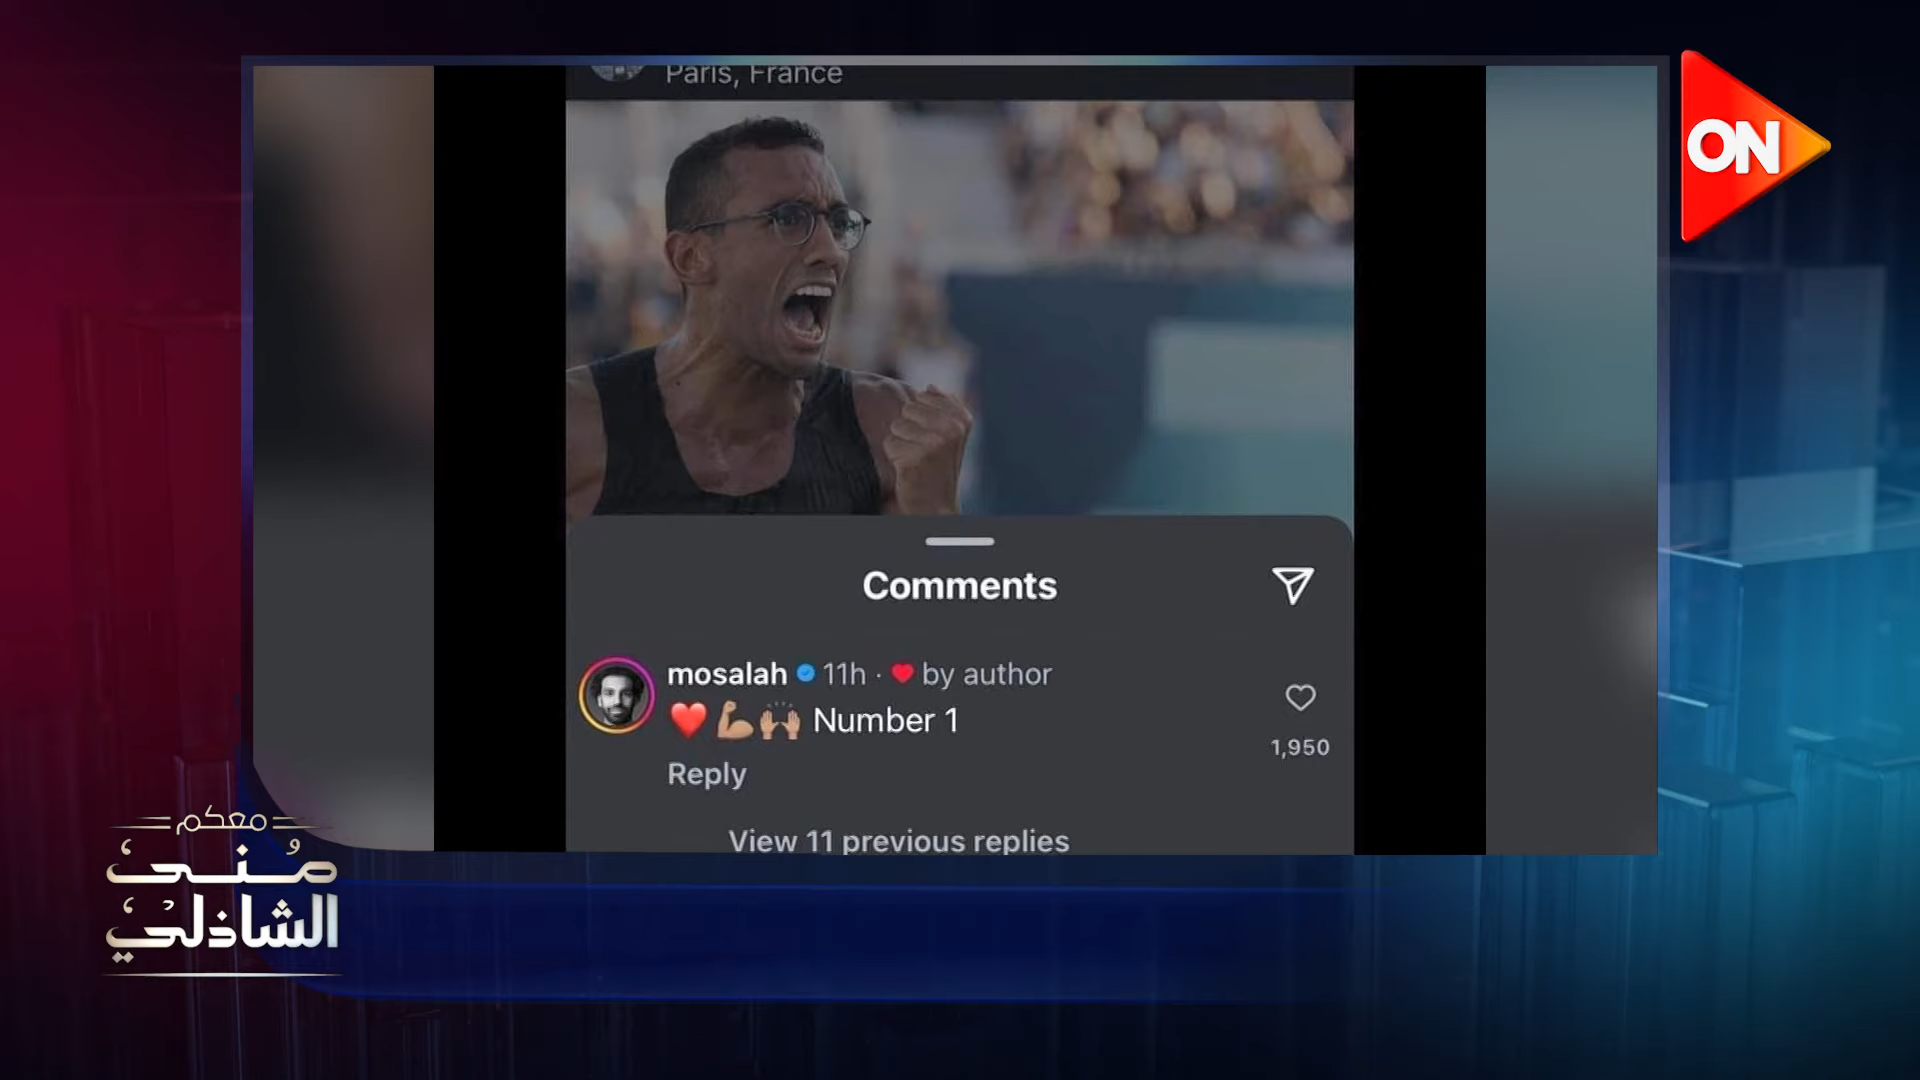 Paris, France
ON
Comments
mosalah 11h · ❤️ by author
❤️💪🏽🙌🏽 Number 1
1,950
Reply
View 11 previous replies
معكم
منى
الشاذلي